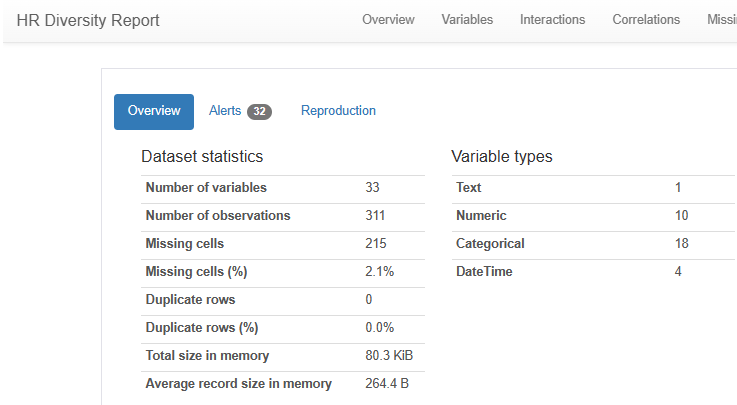 HR Diversity Report Overview Variables Interactions Correlations Missi
Overview Alerts 32 Reproduction
Dataset statistics
Number of variables 33
Number of observations 311
Missing cells 215
Missing cells (%) 2.1%
Duplicate rows 0
Duplicate rows (%) 0.0%
Total size in memory 80.3 KiB
Average record size in memory 264.4 B
Variable types
Text 1
Numeric 10
Categorical 18
DateTime 4